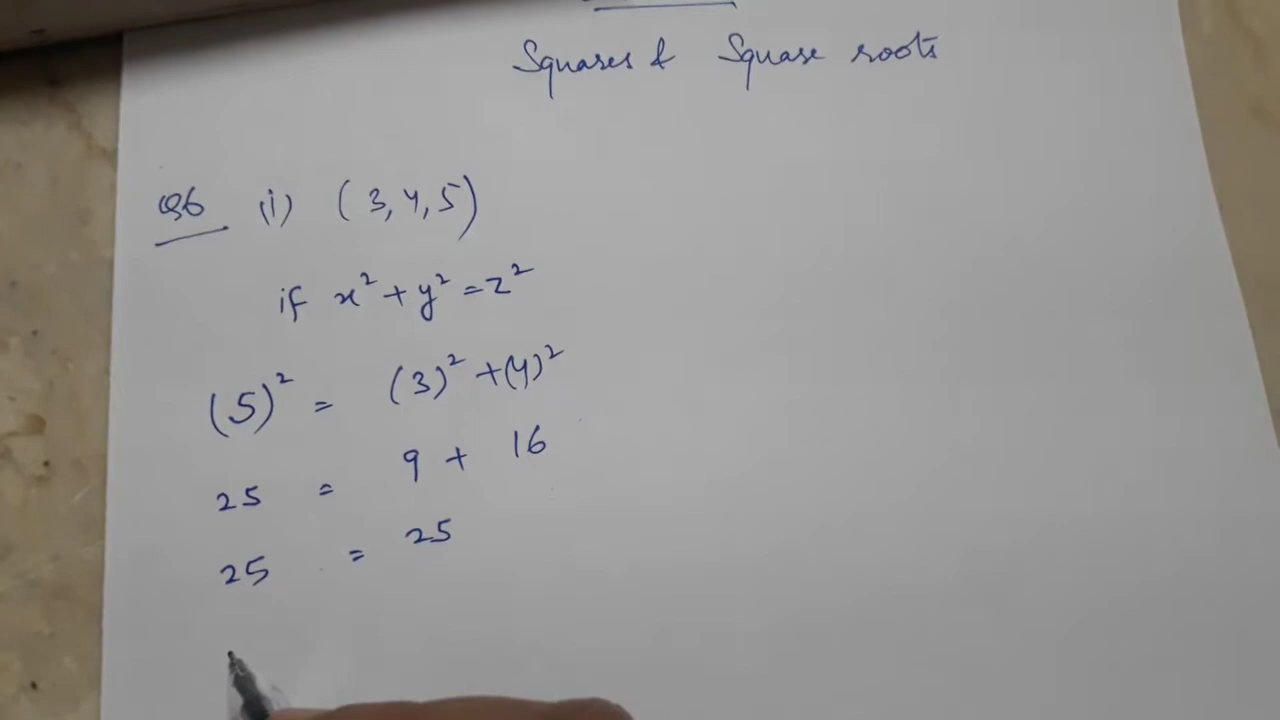 Squares & Square roots
Q6 (i) (3,4,5)
if x² + y² = z²
(5)² = (3)² + (4)²
25 = 9 + 16
25 = 25